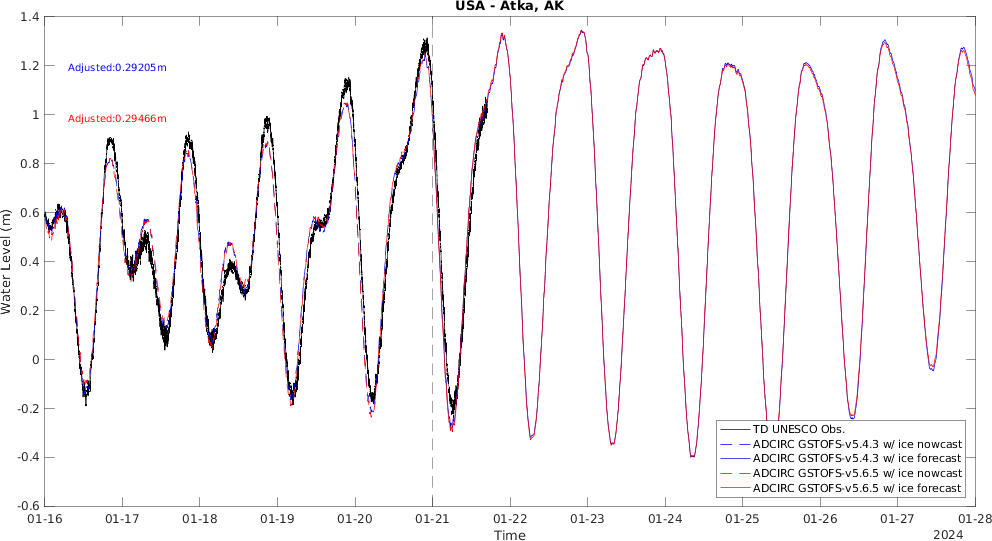 USA - Atka, AK
1.4
1.2
1
0.8
0.6
0.4
0.2
0
-0.2
-0.4
-0.6
Water Level (m)
Adjusted:0.29205m
Adjusted:0.29466m
TD UNESCO Obs.
ADCIRC GSTOFS-v5.4.3 w/ ice nowcast
ADCIRC GSTOFS-v5.4.3 w/ ice forecast
ADCIRC GSTOFS-v5.6.5 w/ ice nowcast
ADCIRC GSTOFS-v5.6.5 w/ ice forecast
01-16 01-17 01-18 01-19 01-20 01-21 01-22 01-23 01-24 01-25 01-26 01-27 01-28
Time
2024